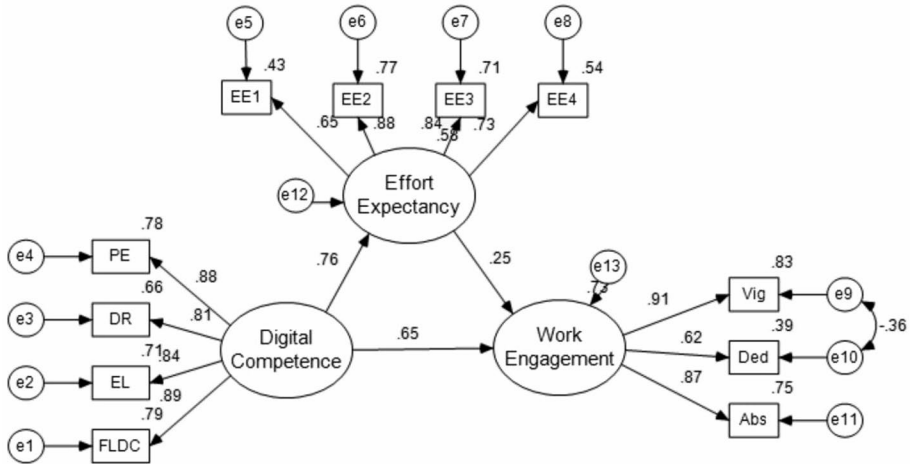 e5
e6
e7
e8
.43
.77
.71
.54
EE1
EE2
EE3
EE4
.65
.88
.84
.58
.73
Effort
Expectancy
e12
.78
e4
PE
.88
.76
.25
e13
.73
.83
Vig
e9
.66
e3
DR
.81
.91
-.36
Digital
Competence
.65
Work
Engagement
.62
.39
Ded
e10
.71
e2
EL
.84
.87
.75
.89
.79
e1
FLDC
Abs
e11